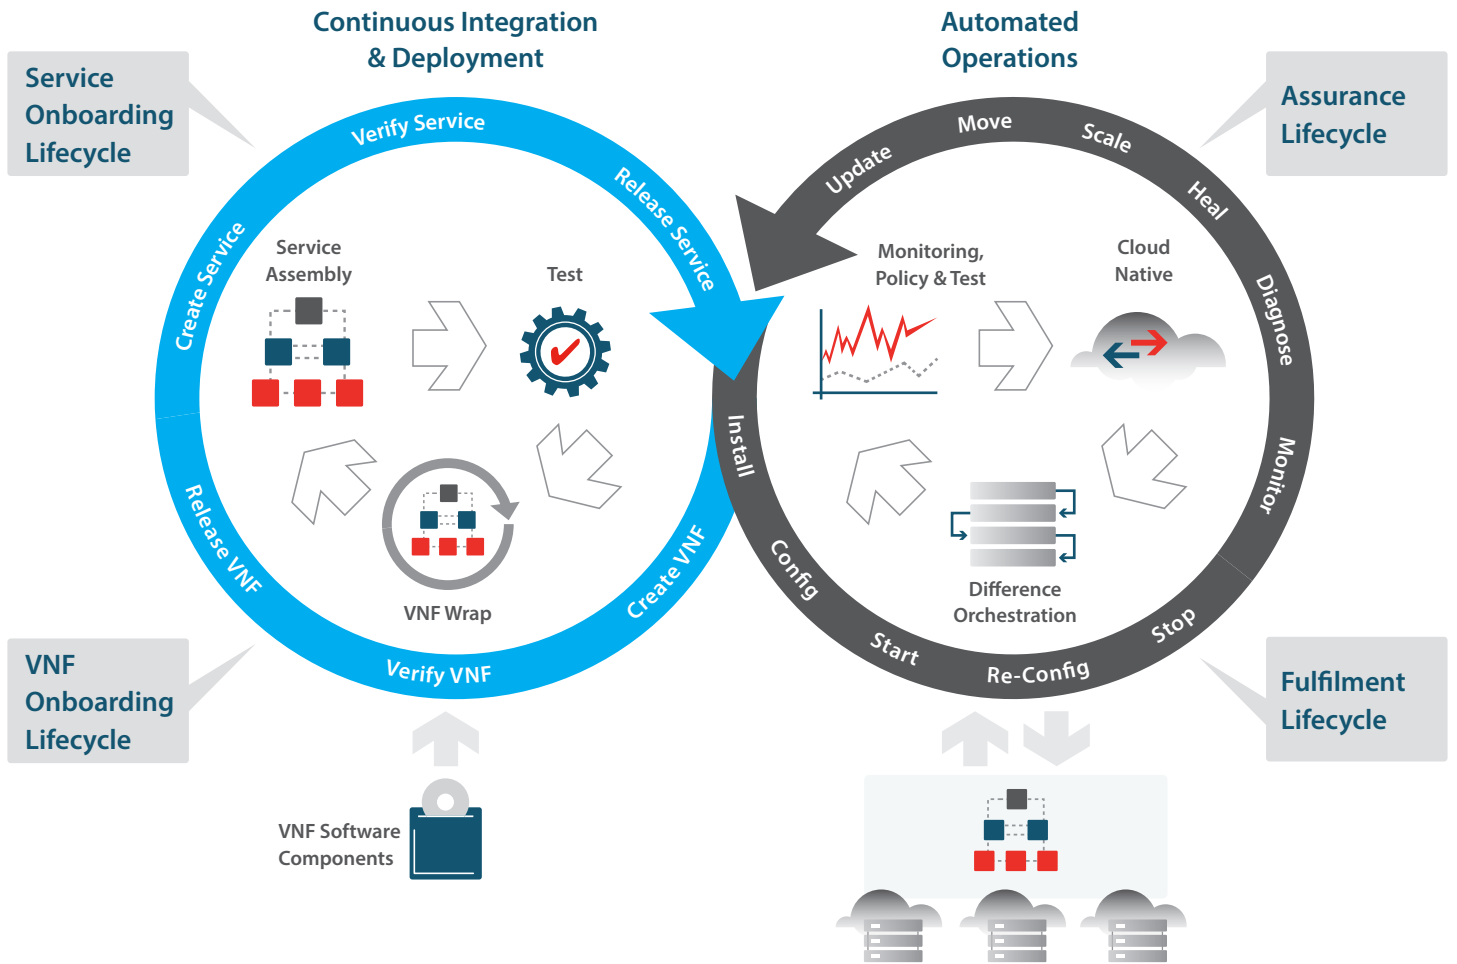 Continuous Integration
& Deployment
Automated
Operations
Service
Onboarding
Lifecycle
Assurance
Lifecycle
VNF
Onboarding
Lifecycle
Fulfilment
Lifecycle
Create VNF
Verify VNF
Release VNF
Create Service
Verify Service
Release Service
Service
Assembly
Test
VNF Wrap
VNF Software
Components
Install
Config
Start
Re-Config
Stop
Monitor
Diagnose
Heal
Scale
Move
Update
Monitoring,
Policy & Test
Cloud
Native
Difference
Orchestration